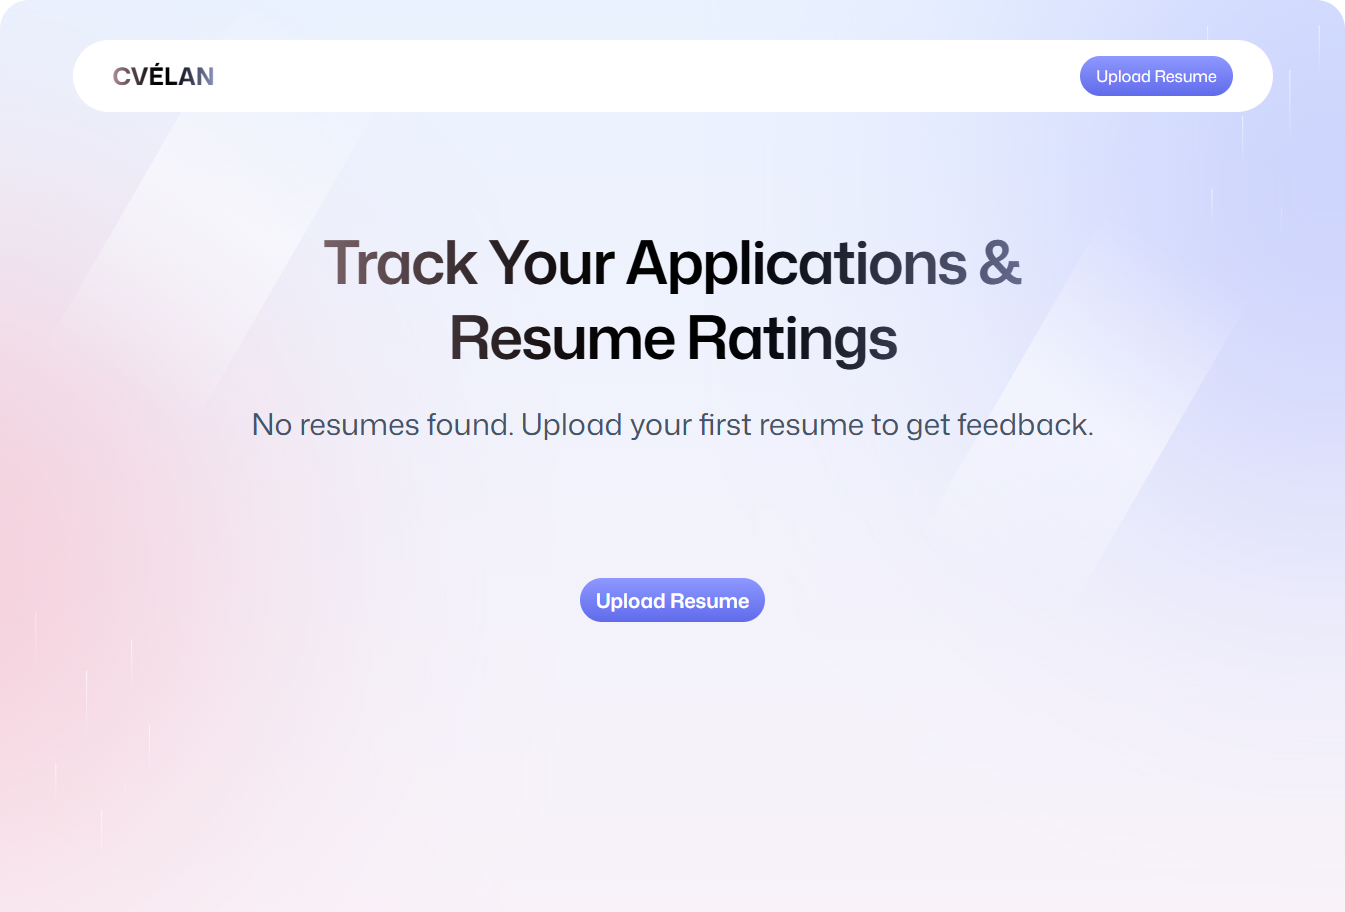 CVÉLAN
Upload Resume
Track Your Applications &
Resume Ratings
No resumes found. Upload your first resume to get feedback.
Upload Resume